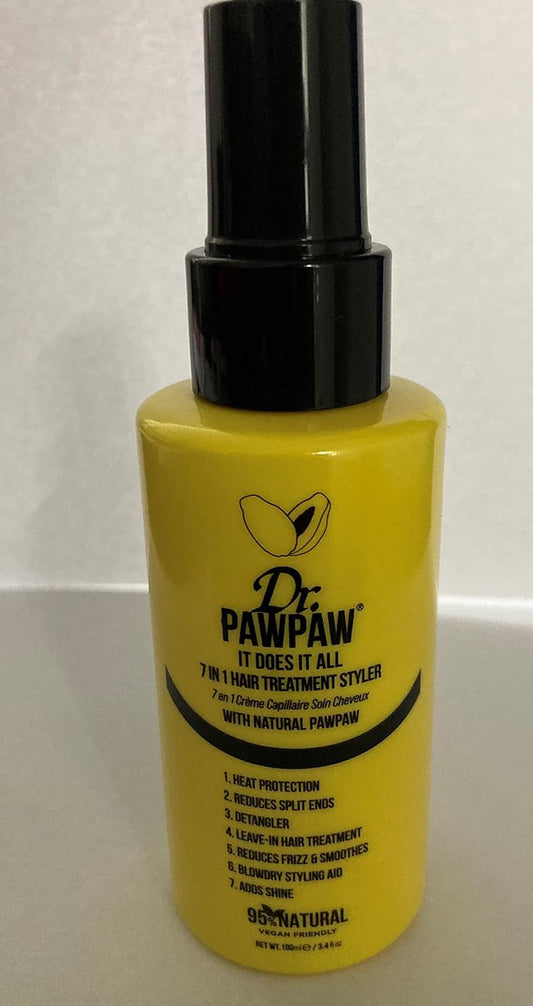 Dr.
PAWPAW®
IT DOES IT ALL
7 IN 1 HAIR TREATMENT STYLER
7 en 1 Crème Capillaire Soin Cheveux
WITH NATURAL PAWPAW
1. HEAT PROTECTION
2. REDUCES SPLIT ENDS
3. DETANGLER
4. LEAVE-IN HAIR TREATMENT
5. REDUCES FRIZZ & SMOOTHES
6. BLOWDRY STYLING AID
7. ADDS SHINE
95% NATURAL
VEGAN FRIENDLY
NET WT. 100ml ℮ / 3.4 fl.oz